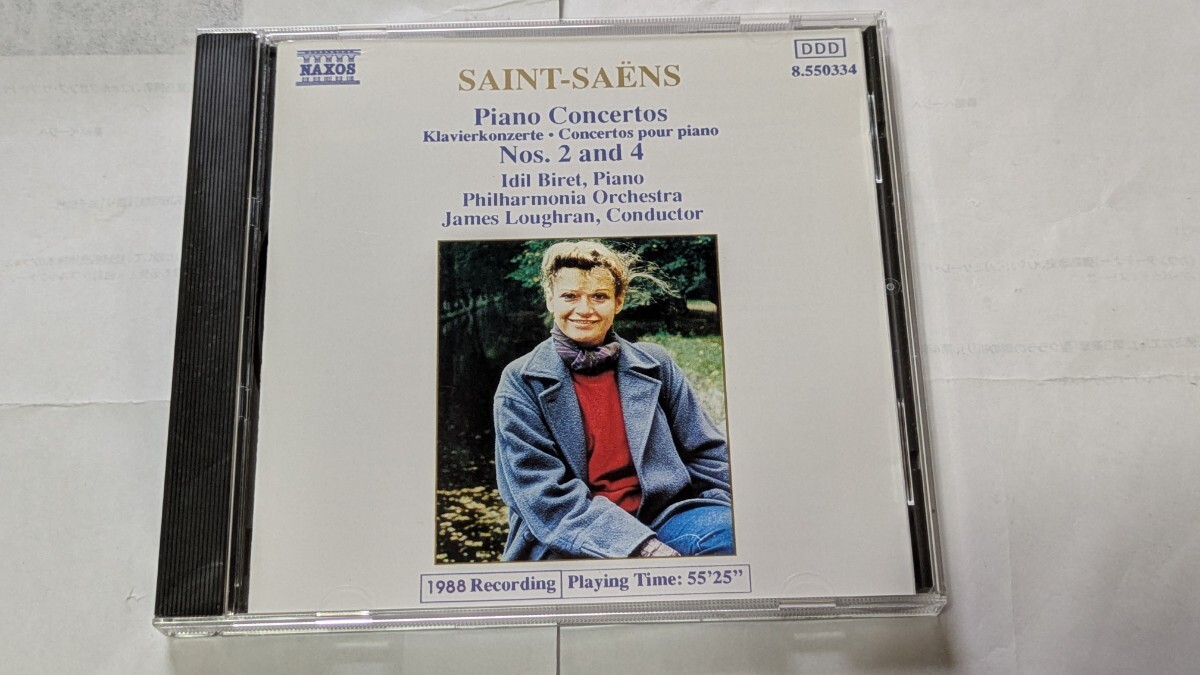 NAXOS
DDD
8.550334
SAINT-SAËNS
Piano Concertos
Klavierkonzerte • Concertos pour piano
Nos. 2 and 4
Idil Biret, Piano
Philharmonia Orchestra
James Loughran, Conductor
1988 Recording
Playing Time: 55’25”